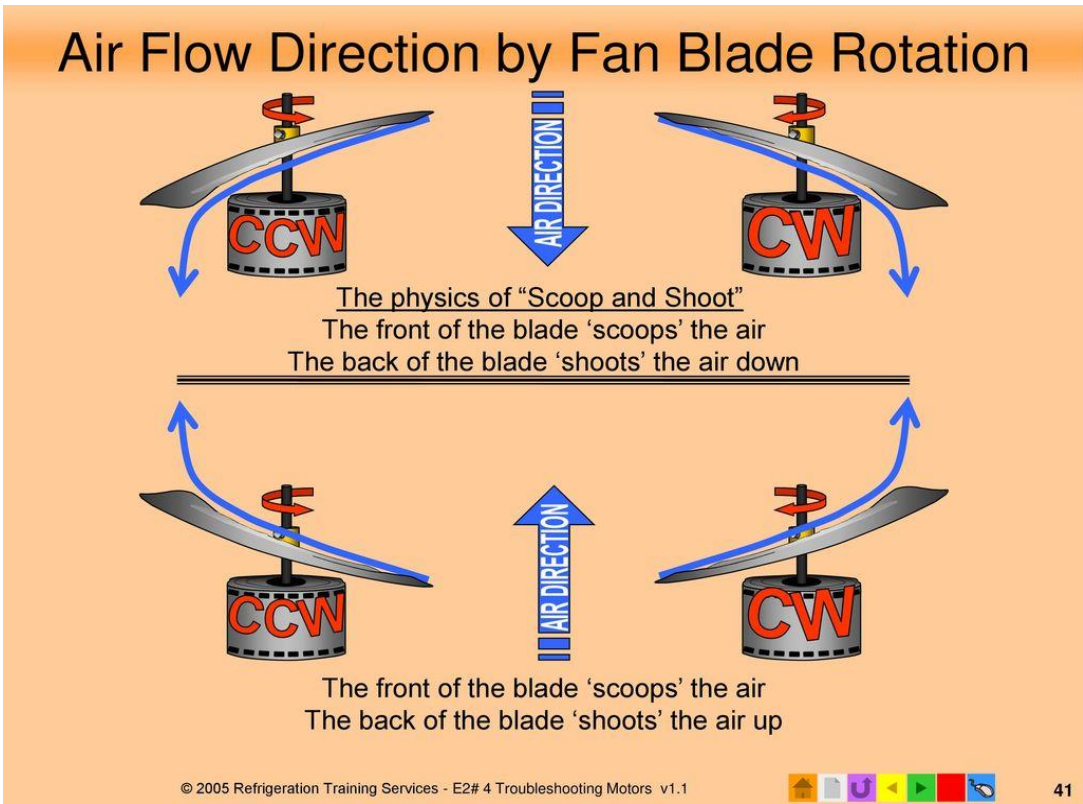 Air Flow Direction by Fan Blade Rotation
CCW
AIR DIRECTION
CW
The physics of “Scoop and Shoot”
The front of the blade ‘scoops’ the air
The back of the blade ‘shoots’ the air down
CCW
AIR DIRECTION
CW
The front of the blade ‘scoops’ the air
The back of the blade ‘shoots’ the air up
© 2005 Refrigeration Training Services - E2# 4 Troubleshooting Motors v1.1
41